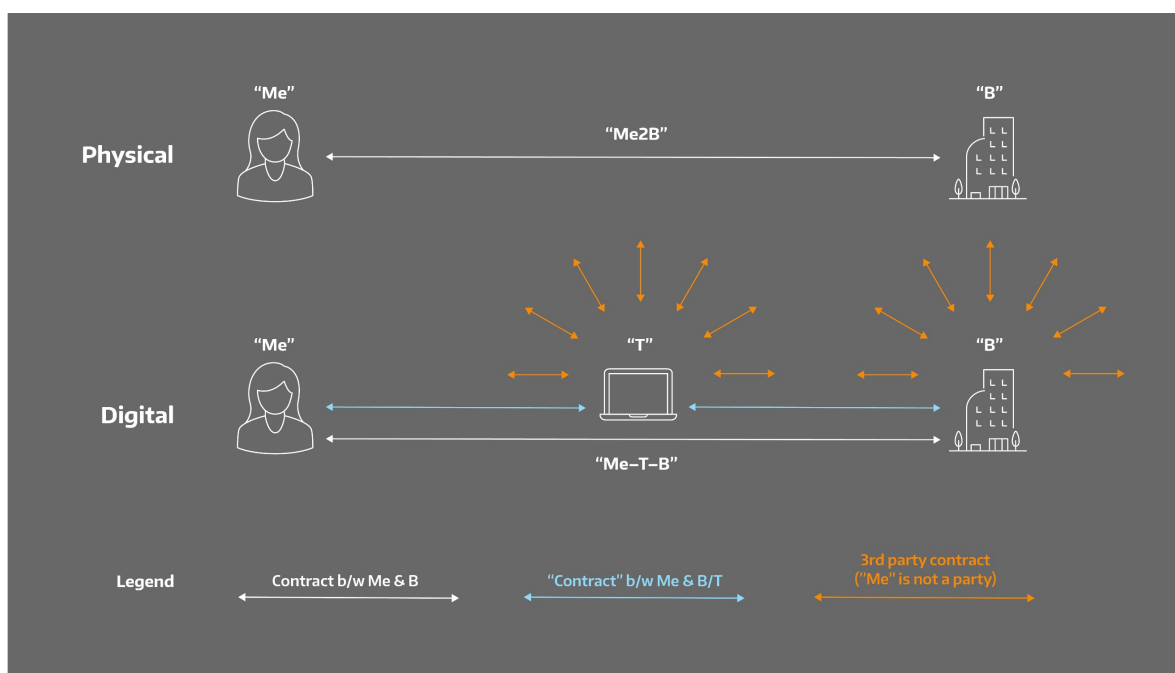 “Me”
“B”
“Me2B”
Physical
“Me”
“T”
“B”
Digital
“Me–T–B”
Legend
Contract b/w Me & B
“Contract” b/w Me & B/T
3rd party contract
(”Me” is not a party)